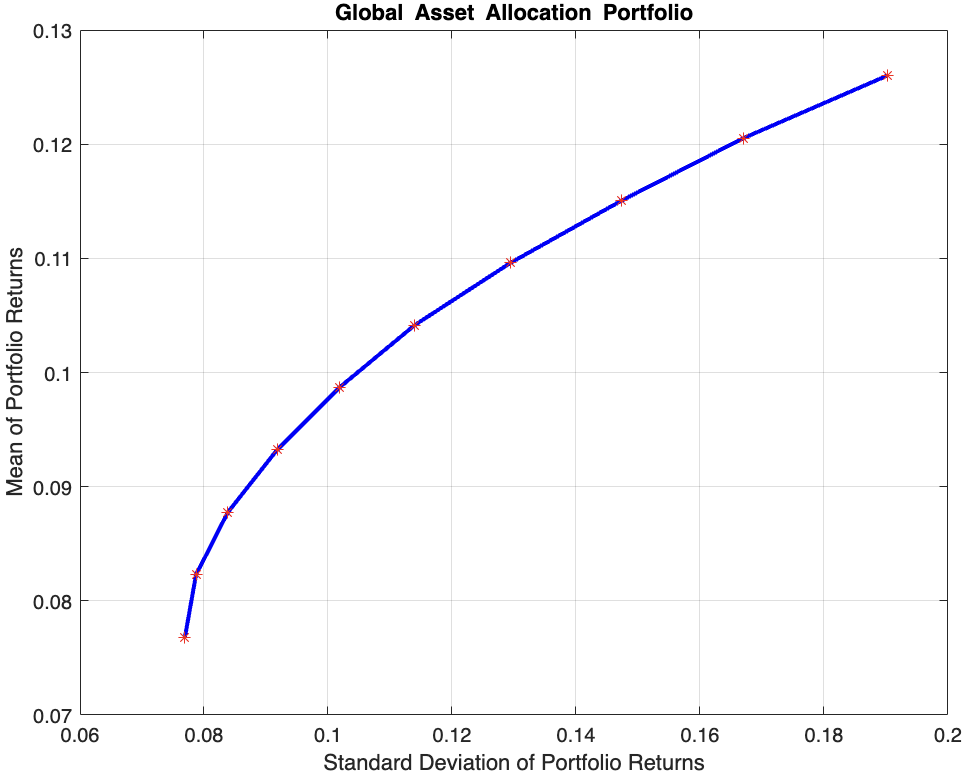 Global Asset Allocation Portfolio
0.13
0.12
0.11
0.1
0.09
0.08
0.07
Mean of Portfolio Returns
0.06 0.08 0.1 0.12 0.14 0.16 0.18 0.2
Standard Deviation of Portfolio Returns